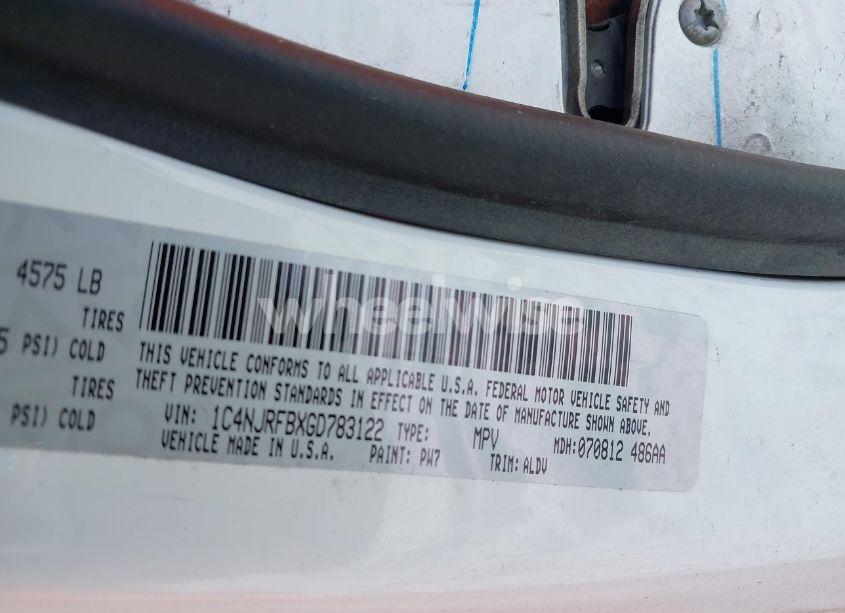 4575 LB
TIRES
5 PSI) COLD
TIRES
PSI) COLD
wheelwise
THIS VEHICLE CONFORMS TO ALL APPLICABLE U.S.A. FEDERAL MOTOR VEHICLE SAFETY AND
THEFT PREVENTION STANDARDS IN EFFECT ON THE DATE OF MANUFACTURE SHOWN ABOVE.
VIN: 1C4NJRFBXGD783122 TYPE: MPV MDH:070812 486AA
VEHICLE MADE IN U.S.A. PAINT: PW7 TRIM: ALDV